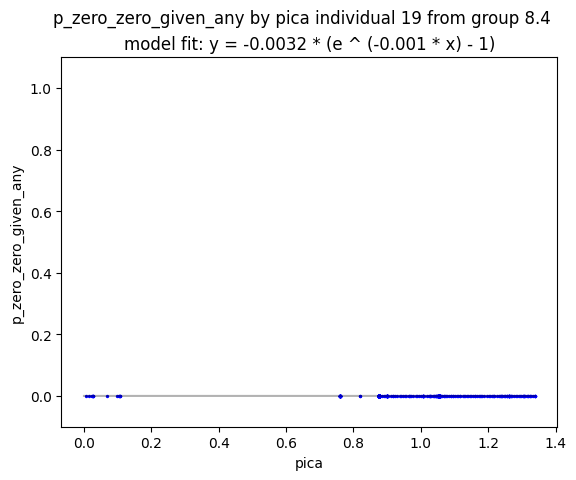 p_zero_zero_given_any by pica individual 19 from group 8.4
model fit: y = -0.0032 * (e ^ (-0.001 * x) - 1)
1.0
0.8
0.6
0.4
0.2
0.0
p_zero_zero_given_any
0.0 0.2 0.4 0.6 0.8 1.0 1.2 1.4
pica